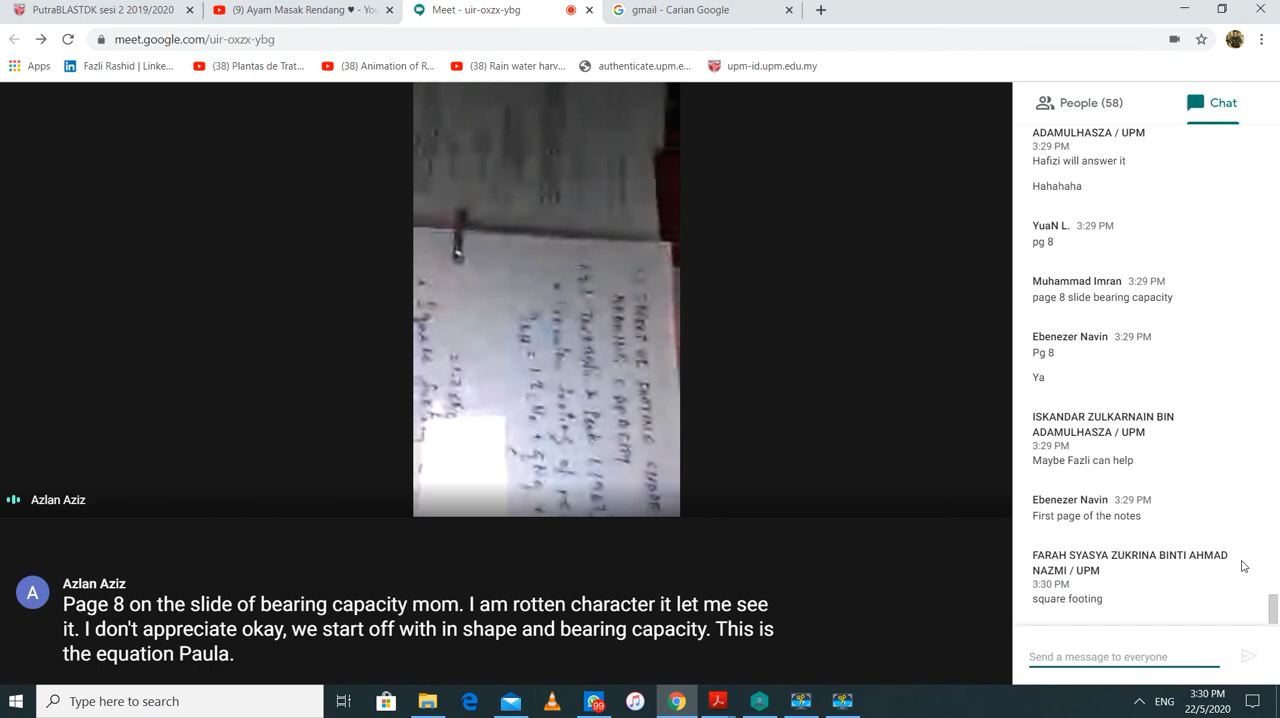 PutraBLASTDK sesi 2 2019/2020
(9) Ayam Masak Rendang ♥ - You
Meet - uir-oxzx-ybg
gmail - Carian Google
meet.google.com/uir-oxzx-ybg
Apps
Fazli Rashid | Linke...
(38) Plantas de Trat...
(38) Animation of R...
(38) Rain water harv...
authenticate.upm.e...
upm-id.upm.edu.my
People (58)
Chat
ADAMULHASZA / UPM
3:29 PM
Hafizi will answer it
Hahahaha
YuaN L. 3:29 PM
pg 8
Muhammad Imran 3:29 PM
page 8 slide bearing capacity
Ebenezer Navin 3:29 PM
Pg 8
Ya
ISKANDAR ZULKARNAIN BIN
ADAMULHASZA / UPM
3:29 PM
Maybe Fazli can help
Ebenezer Navin 3:29 PM
First page of the notes
FARAH SYASYA ZUKRINA BINTI AHMAD
NAZMI / UPM
3:30 PM
square footing
Send a message to everyone
BEARING CAPACITY
Azlan Aziz
A
Azlan Aziz
Page 8 on the slide of bearing capacity mom. I am rotten character it let me see
it. I don't appreciate okay, we start off with in shape and bearing capacity. This is
the equation Paula.
Type here to search
99
ENG
3:30 PM
22/5/2020